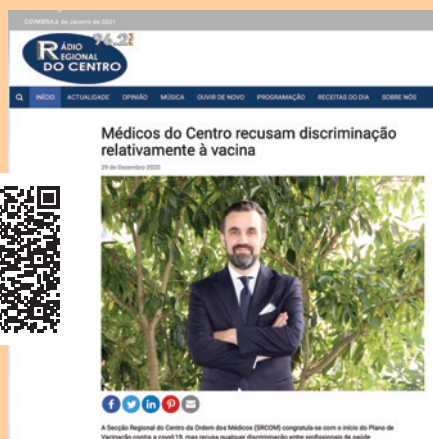 COIMBRA,6 de Janeiro de 2021
96.2
RÁDIO
REGIONAL
DO CENTRO
INÍCIO ACTUALIDADE OPINIÃO MÚSICA OUVIR DE NOVO PROGRAMAÇÃO RECEITAS DO DIA SOBRE NÓS
Médicos do Centro recusam discriminação
relativamente à vacina
29 de Dezembro 2020
A Secção Regional do Centro da Ordem dos Médicos (SRCOM) congratula-se com o início do Plano de
Vacinação contra a covid 19, mas recusa qualquer discriminação entre profissionais de saúde